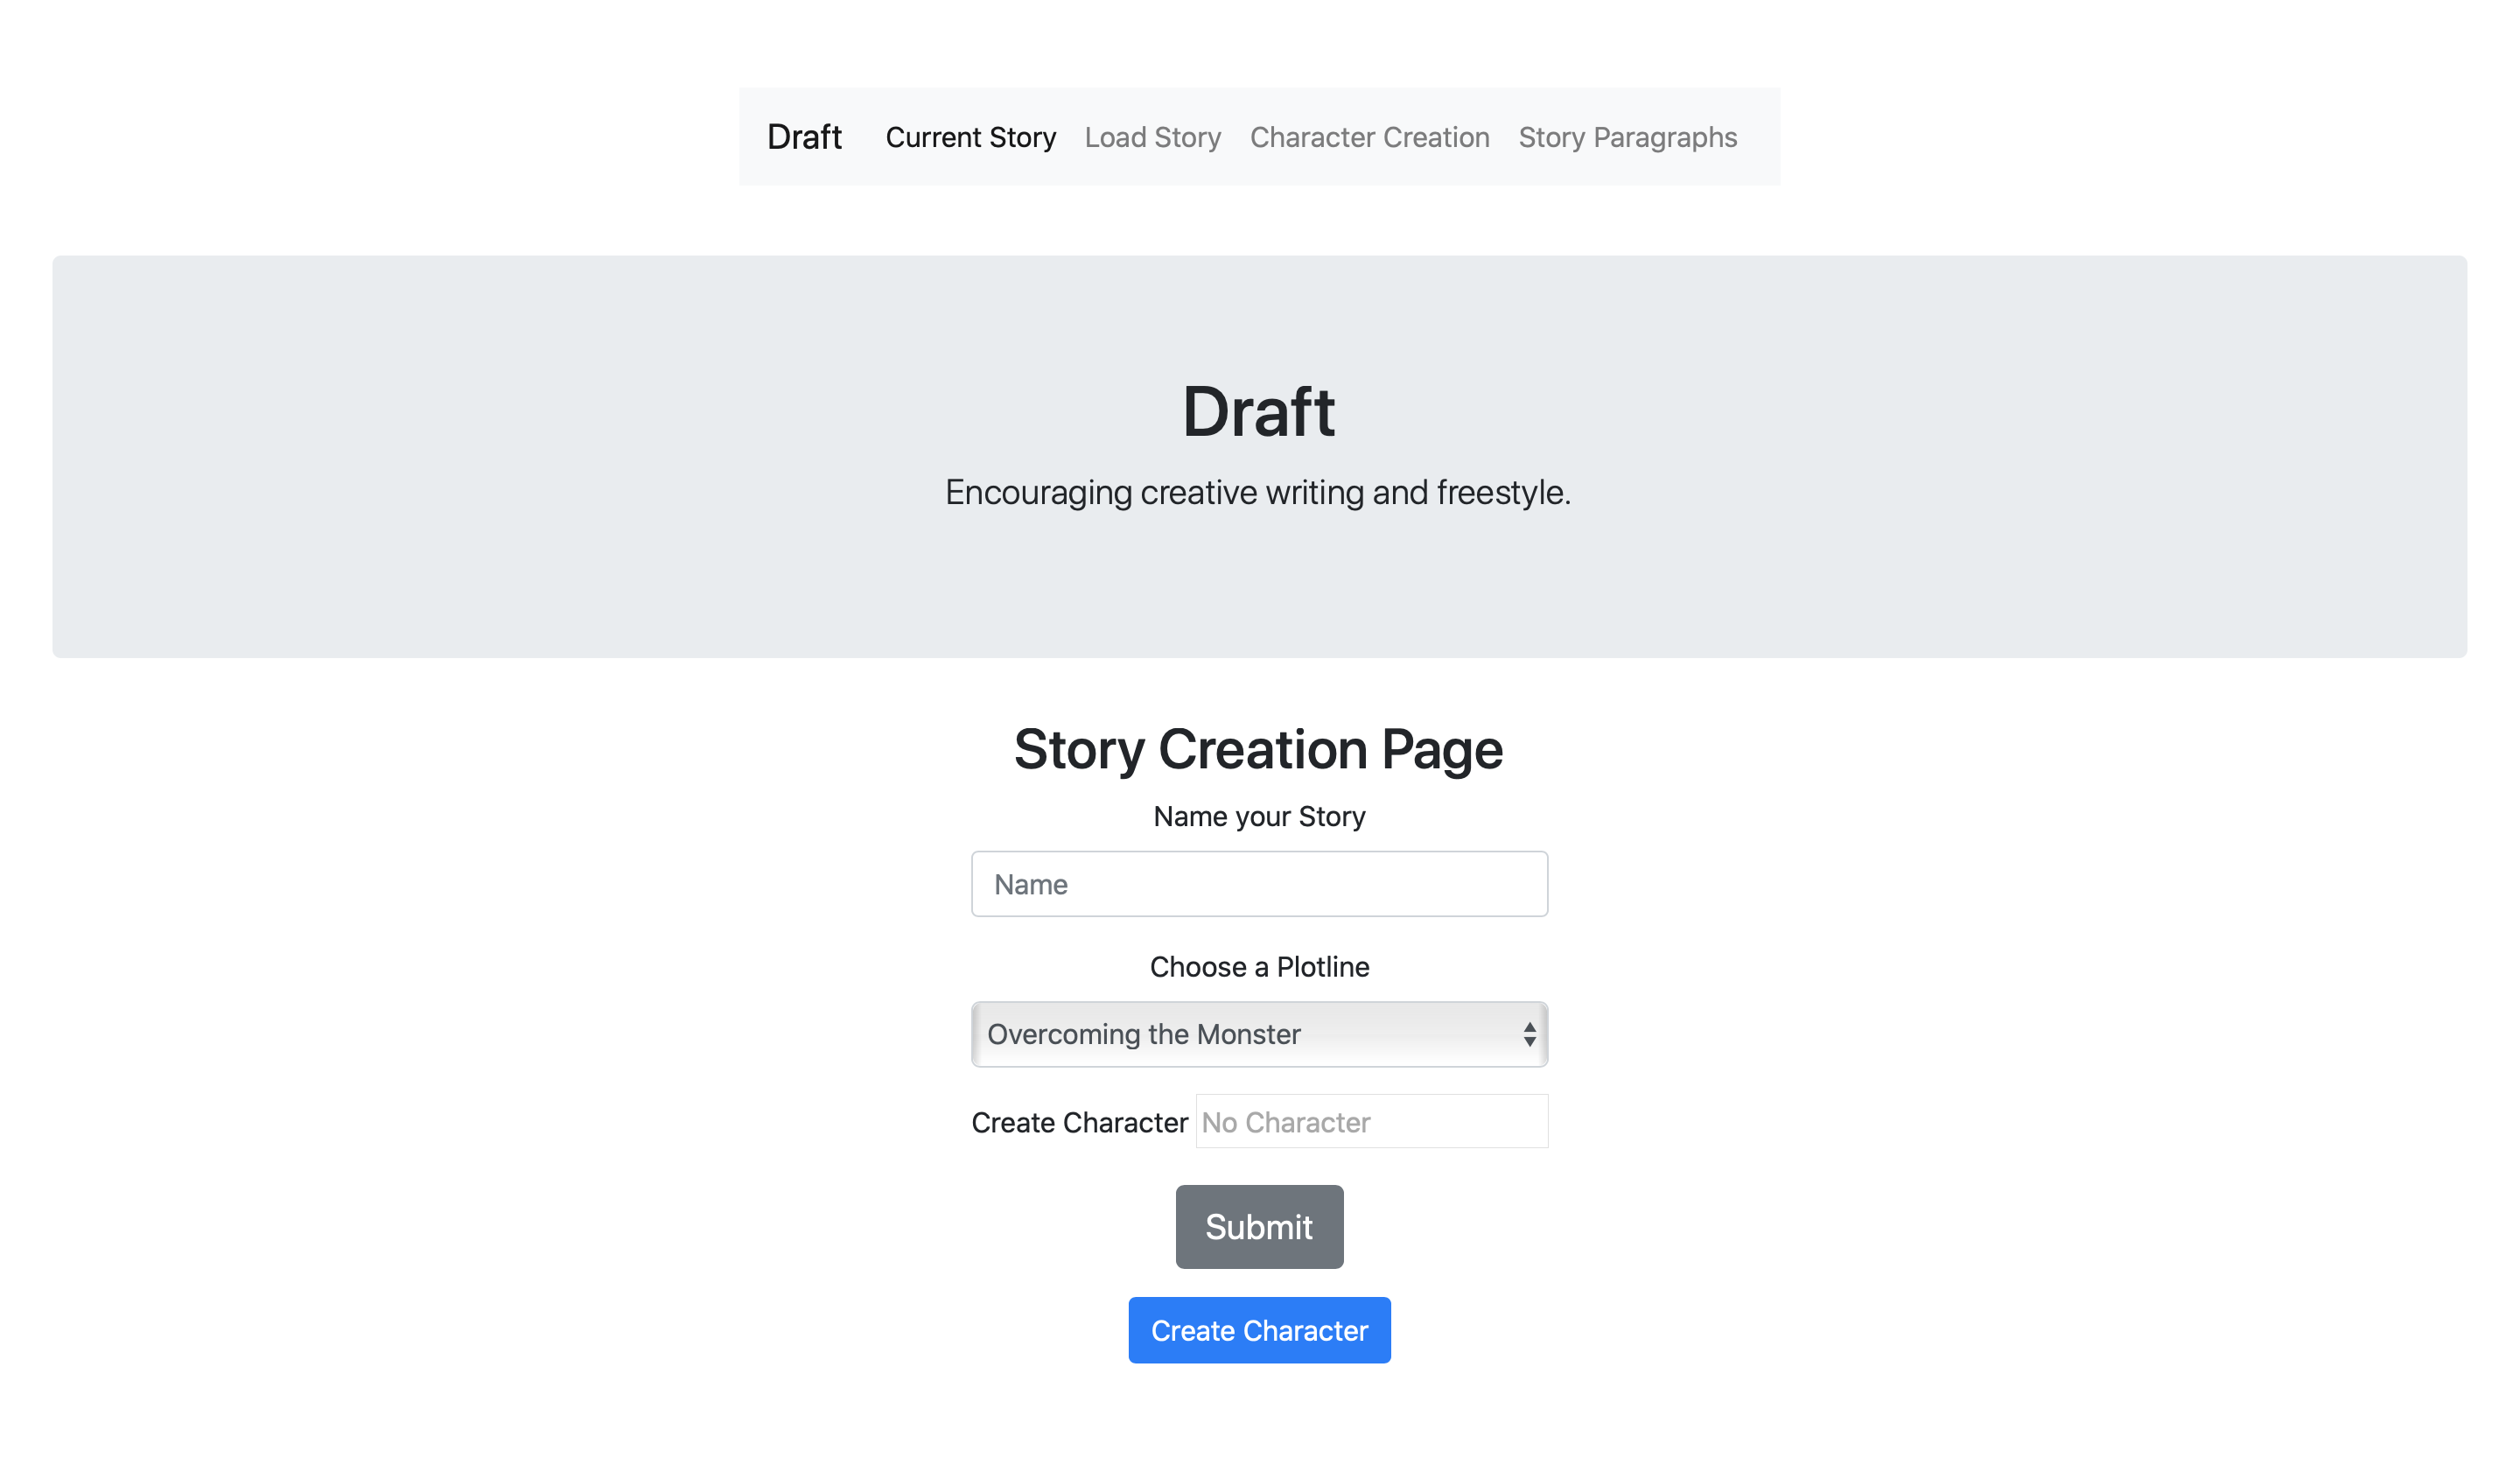 Draft Current Story Load Story Character Creation Story Paragraphs
Draft
Encouraging creative writing and freestyle.
Story Creation Page
Name your Story
Name
Choose a Plotline
Overcoming the Monster
Create Character No Character
Submit
Create Character